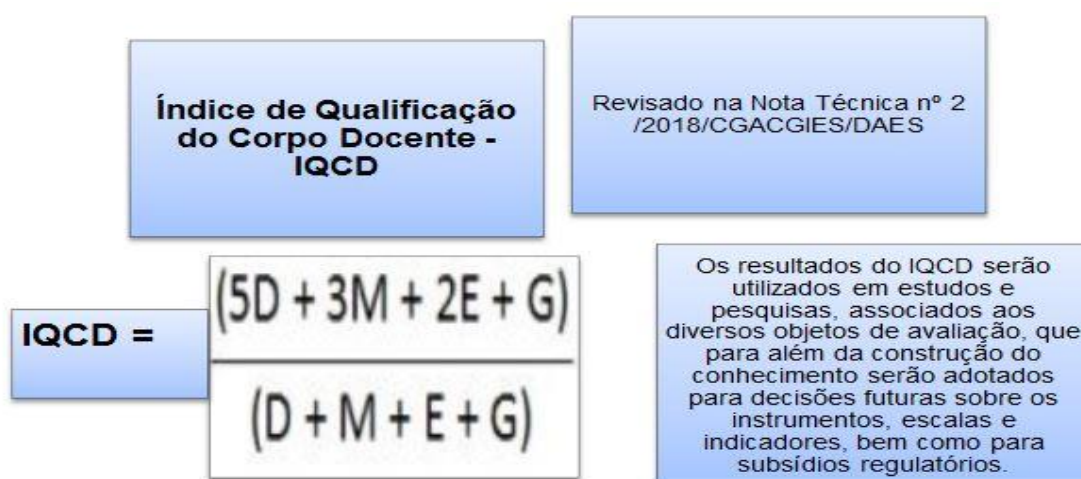 Índice de Qualificação
do Corpo Docente -
IQCD
Revisado na Nota Técnica nº 2
/2018/CGACGIES/DAES
IQCD =
(5D + 3M + 2E + G)
(D + M + E + G)
Os resultados do IQCD serão
utilizados em estudos e
pesquisas, associados aos
diversos objetos de avaliação, que
para além da construção do
conhecimento serão adotados
para decisões futuras sobre os
instrumentos, escalas e
indicadores, bem como para
subsídios regulatórios.